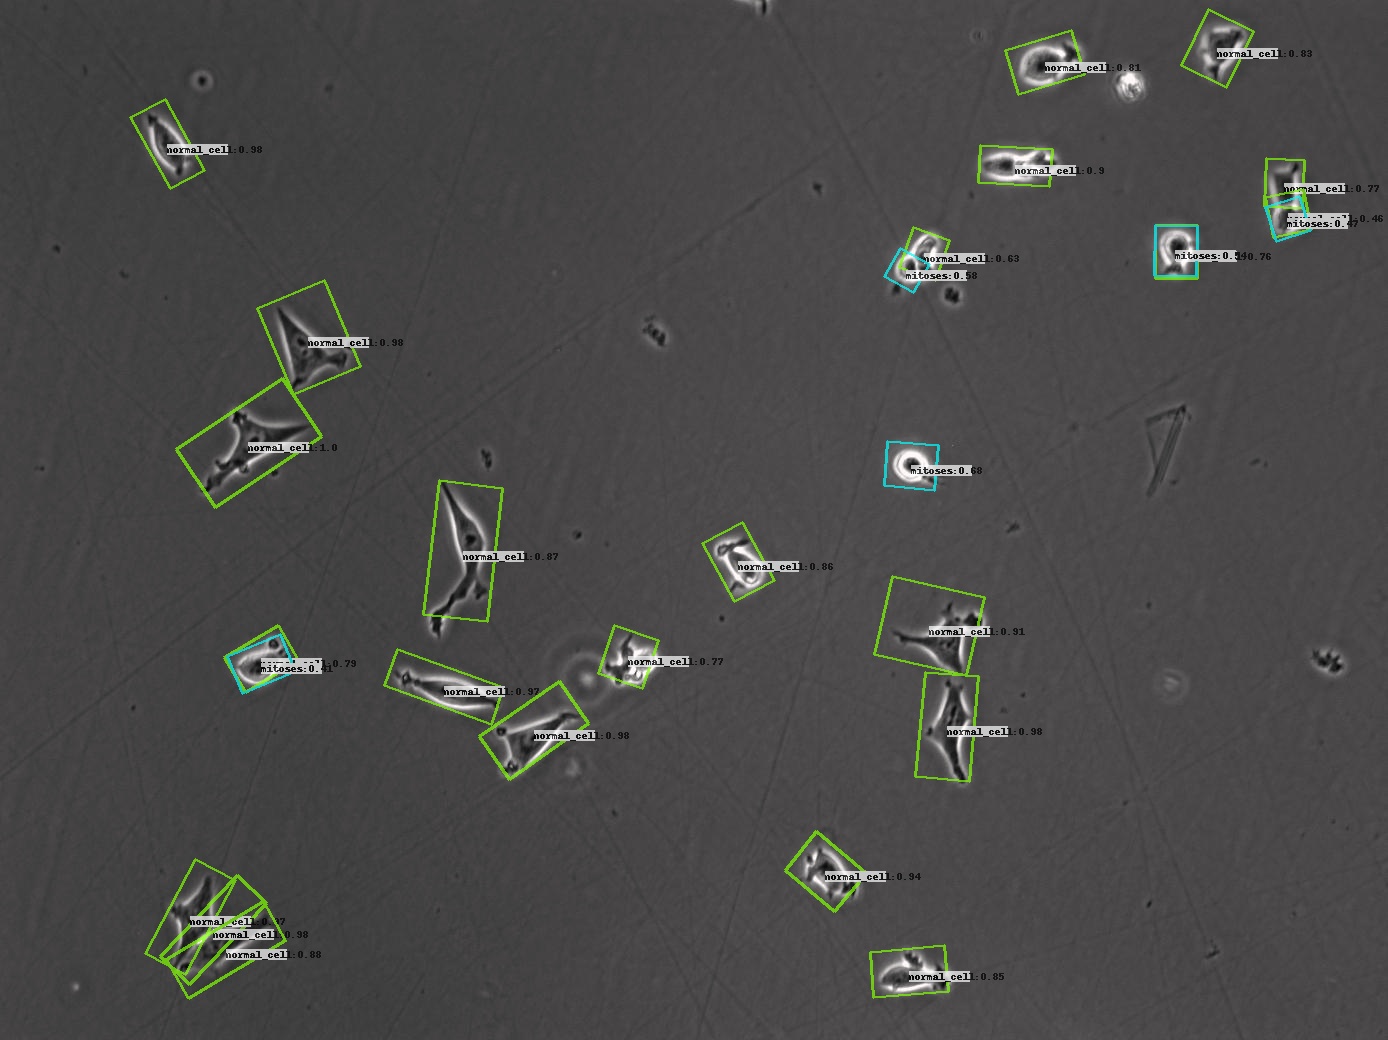 normal_cell:0.83
normal_cell:0.81
normal_cell:0.98
normal_cell:0.9
normal_cell:0.77
mitoses:0.47
normal_cell:0.63
mitoses:0.58
mitoses:0.54
normal_cell:0.98
normal_cell:1.0
mitoses:0.68
normal_cell:0.87
normal_cell:0.86
normal_cell:0.91
normal_cell:0.77
mitoses:0.41
normal_cell:0.97
normal_cell:0.98
normal_cell:0.98
normal_cell:0.94
normal_cell:0.98
normal_cell:0.88
normal_cell:0.85